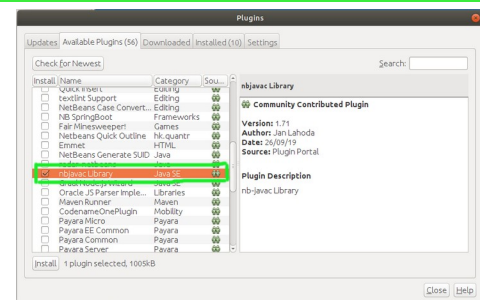 Plugins
Updates Available Plugins (56) Downloaded Installed (10) Settings
Check for Newest
Search:
Install Name Category Sou...
Quick Insert Editing
textlint Support Editing
NetBeans Case Convert... Editing
NB SpringBoot Frameworks
Fair Minesweeper! Games
Netbeans Quick Outline hk.quantr
Emmet HTML
NetBeans Generate SUID Java
radar-netbeans Java
nbjavac Library Java SE
Java SE
Oracle JS Parser Imple... Libraries
Maven Runner Maven
CodenameOnePlugin Mobility
Payara Micro Payara
Payara EE Common Payara
Payara Common Payara
Payara Server Payara
nbjavac Library
Community Contributed Plugin
Version: 1.71
Author: Jan Lahoda
Date: 26/09/19
Source: Plugin Portal
Plugin Description
nb-javac Library
Install 1 plugin selected, 1005kB
Close Help